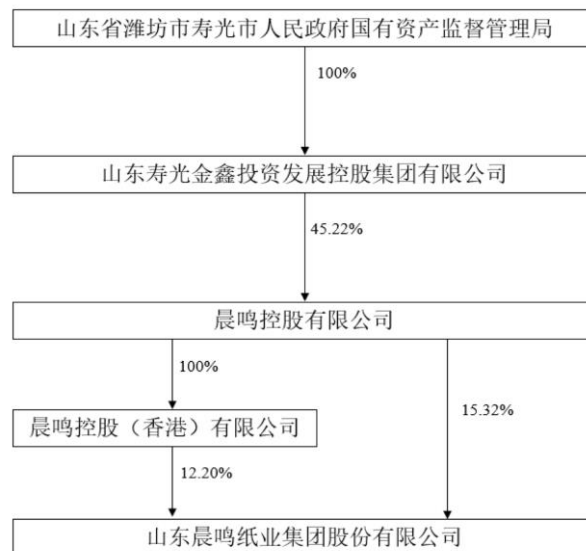 山东省潍坊市寿光市人民政府国有资产监督管理局
100%
山东寿光金鑫投资发展控股集团有限公司
45.22%
晨鸣控股有限公司
100%
15.32%
晨鸣控股（香港）有限公司
12.20%
山东晨鸣纸业集团股份有限公司